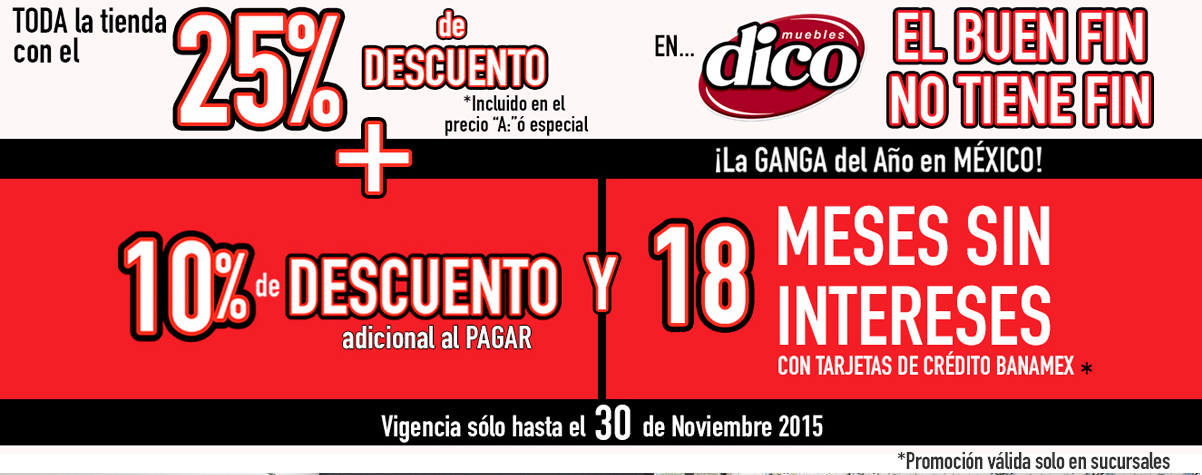 TODA la tienda
con el
25%
de
DESCUENTO
*Incluido en el
precio “A:”ó especial
EN...
muebles
dico
EL BUEN FIN
NO TIENE FIN
+
¡La GANGA del Año en MÉXICO!
10% de DESCUENTO
adicional al PAGAR
Y
18
MESES SIN
INTERESES
CON TARJETAS DE CRÉDITO BANAMEX *
Vigencia sólo hasta el 30 de Noviembre 2015
*Promoción válida solo en sucursales